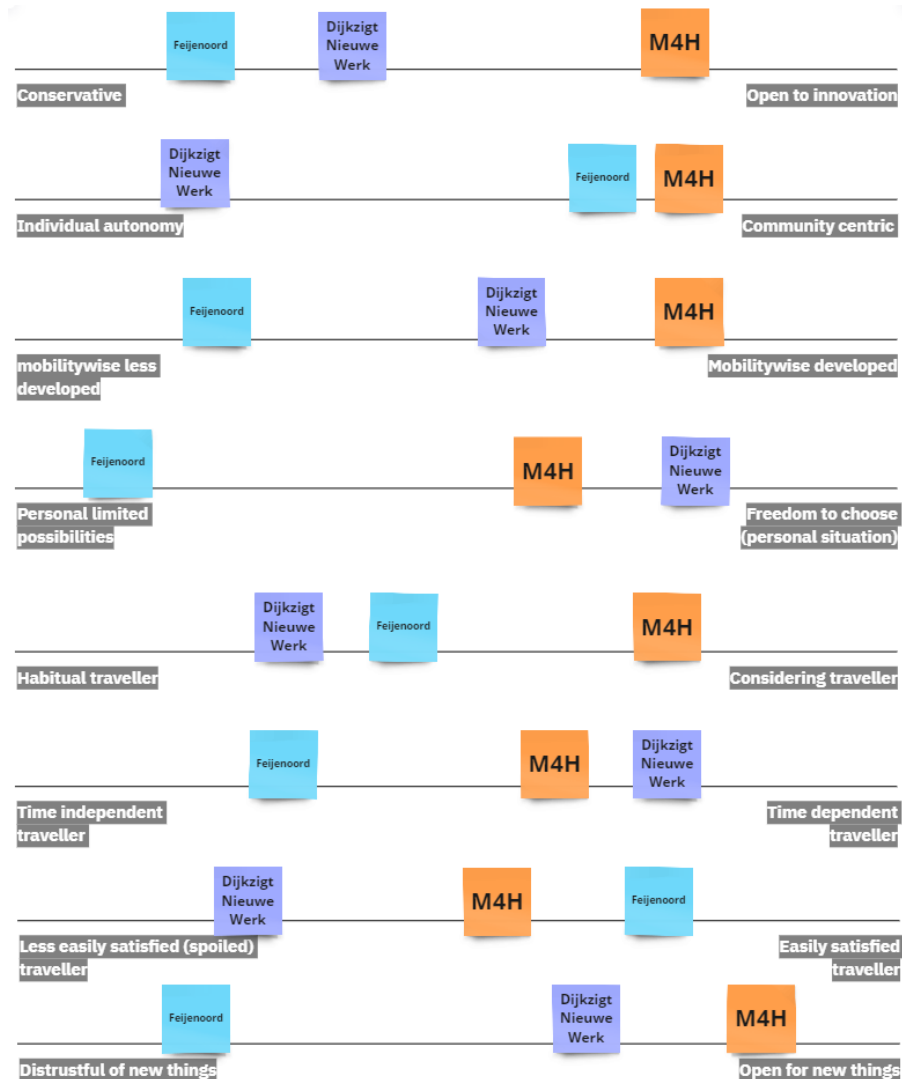 Feijenoord
Dijkzigt
Nieuwe
Werk
M4H
Conservative
Open to innovation
Dijkzigt
Nieuwe
Werk
Feijenoord
M4H
Individual autonomy
Community centric
Feijenoord
Dijkzigt
Nieuwe
Werk
M4H
mobilitywise less
developed
Mobilitywise developed
Feijenoord
M4H
Dijkzigt
Nieuwe
Werk
Personal limited
possibilities
Freedom to choose
(personal situation)
Dijkzigt
Nieuwe
Werk
Feijenoord
M4H
Habitual traveller
Considering traveller
Feijenoord
M4H
Dijkzigt
Nieuwe
Werk
Time independent
traveller
Time dependent
traveller
Dijkzigt
Nieuwe
Werk
M4H
Feijenoord
Less easily satisfied (spoiled)
traveller
Easily satisfied
traveller
Feijenoord
Dijkzigt
Nieuwe
Werk
M4H
Distrustful of new things
Open for new things